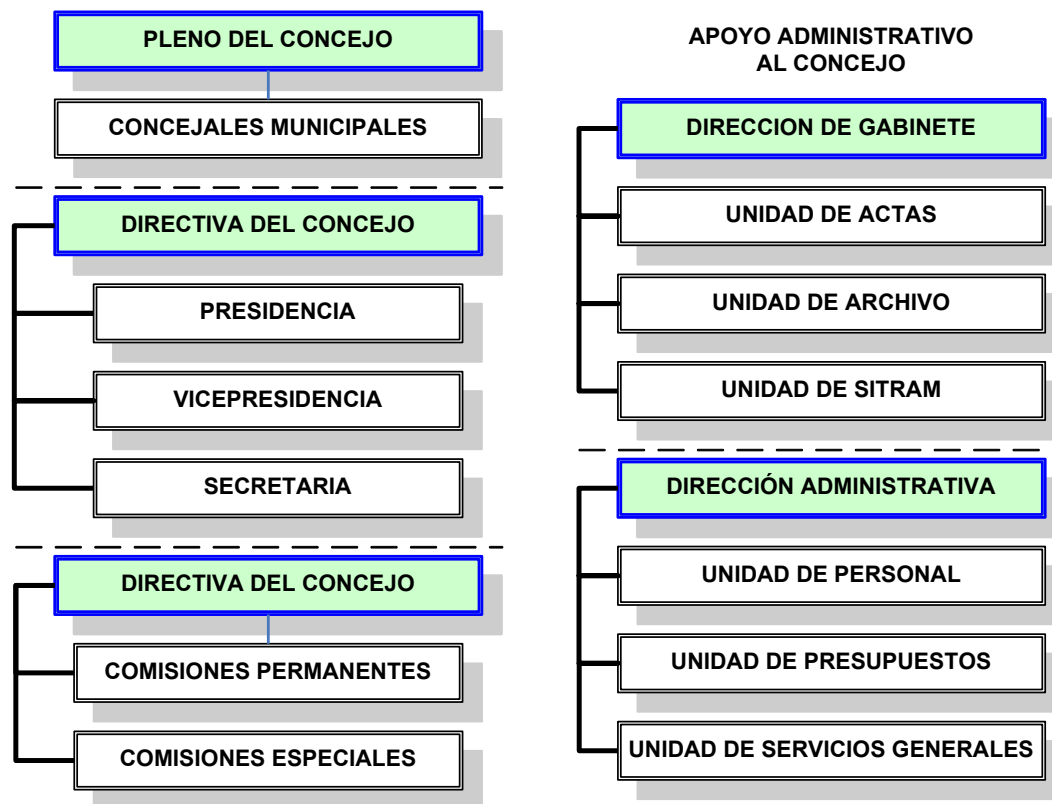 PLENO DEL CONCEJO
CONCEJALES MUNICIPALES
DIRECTIVA DEL CONCEJO
PRESIDENCIA
VICEPRESIDENCIA
SECRETARIA
DIRECTIVA DEL CONCEJO
COMISIONES PERMANENTES
COMISIONES ESPECIALES
APOYO ADMINISTRATIVO
AL CONCEJO
DIRECCION DE GABINETE
UNIDAD DE ACTAS
UNIDAD DE ARCHIVO
UNIDAD DE SITRAM
DIRECCIÓN ADMINISTRATIVA
UNIDAD DE PERSONAL
UNIDAD DE PRESUPUESTOS
UNIDAD DE SERVICIOS GENERALES